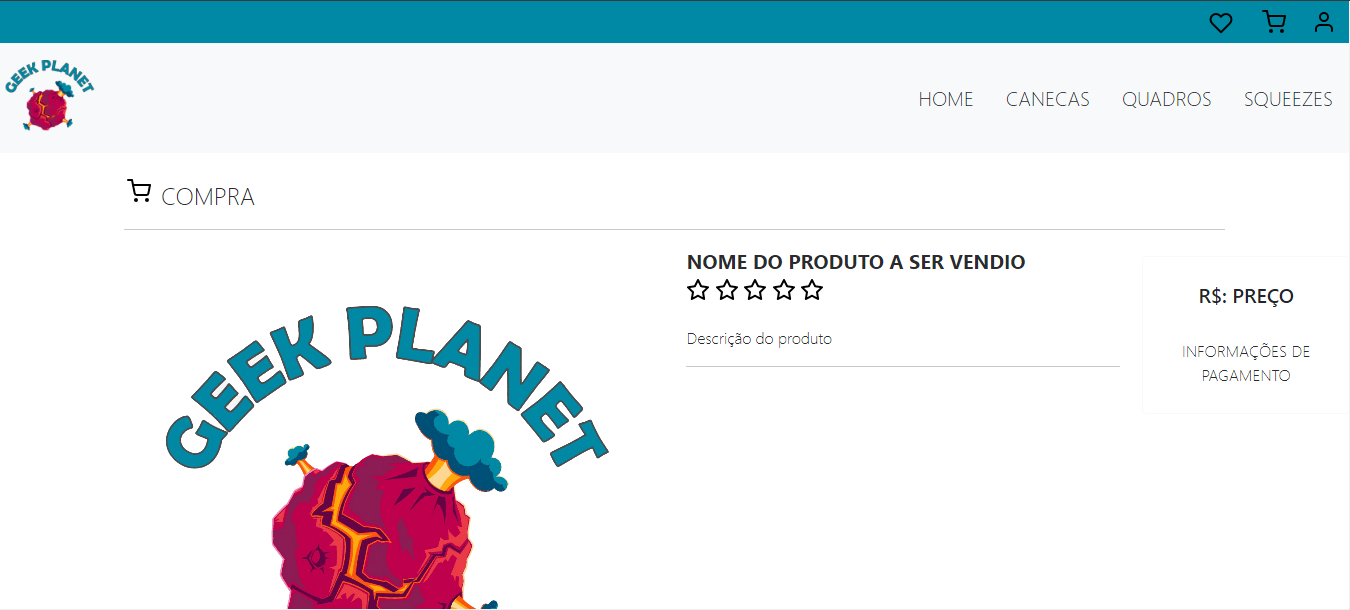 GEEK PLANET
HOME CANECAS QUADROS SQUEEZES
COMPRA
NOME DO PRODUTO A SER VENDIO
Descrição do produto
R$: PREÇO
INFORMAÇÕES DE
PAGAMENTO
GEEK PLANET